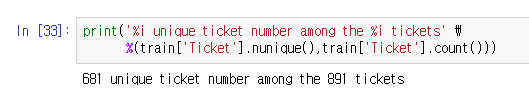 In [33]: print('%i unique ticket number among the %i tickets' ₩
%(train['Ticket'].nunique(),train['Ticket'].count()))
681 unique ticket number among the 891 tickets